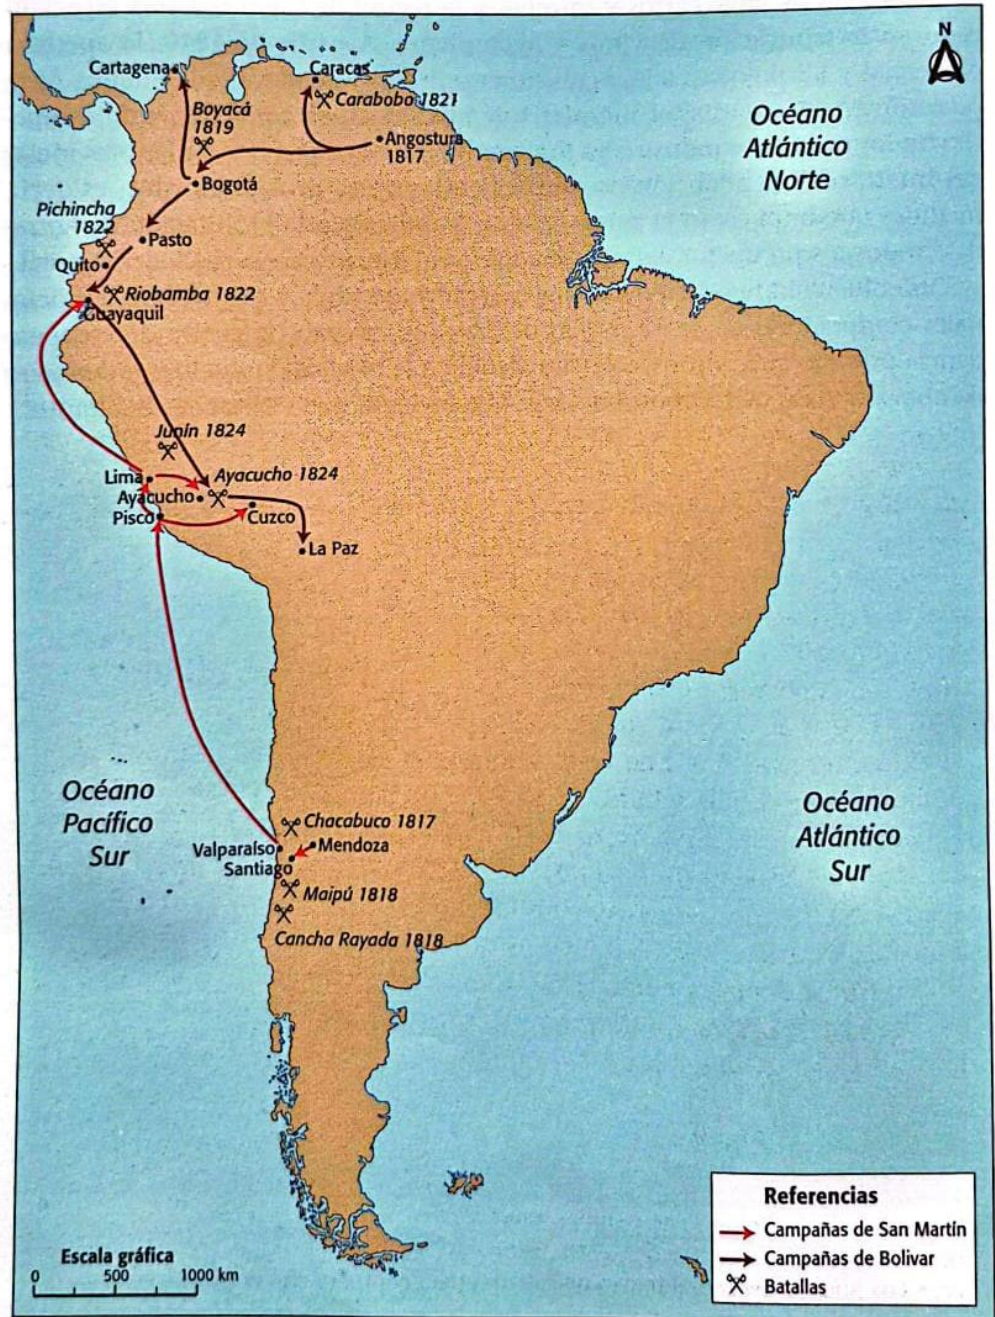 N
Cartagena
Caracas
Carabobo 1821
Boyacá
1819
Angostura
1817
Océano
Atlántico
Norte
Bogotá
Pichincha
1822
Pasto
Quito
Riobamba 1822
Guayaquil
Junín 1824
Lima
Ayacucho 1824
Ayacucho
Pisco
Cuzco
La Paz
Océano
Pacífico
Sur
Océano
Atlántico
Sur
Chacabuco 1817
Valparaíso
Mendoza
Santiago
Maipú 1818
Cancha Rayada 1818
Referencias
Campañas de San Martín
Campañas de Bolivar
Batallas
Escala gráfica
0 500 1000 km